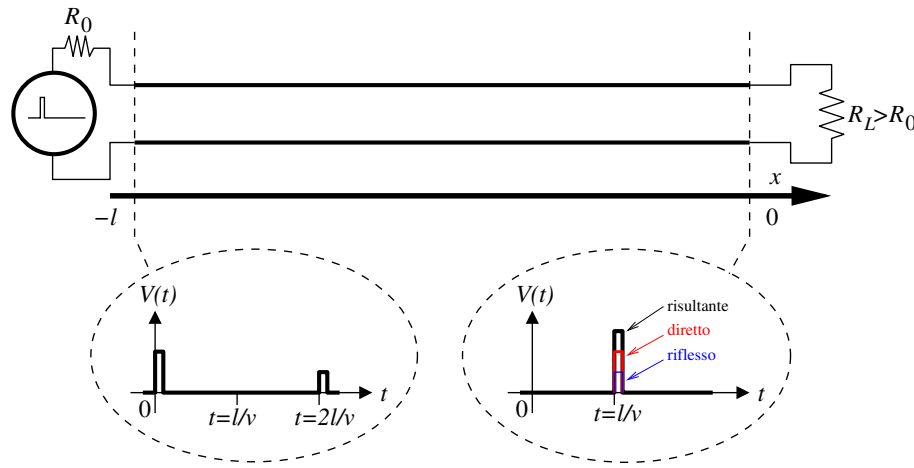 R0
RL>R0
x
−l
0
V(t)
0
t=l/v
t=2l/v
t
V(t)
risultante
diretto
riflesso
0
t=l/v
t